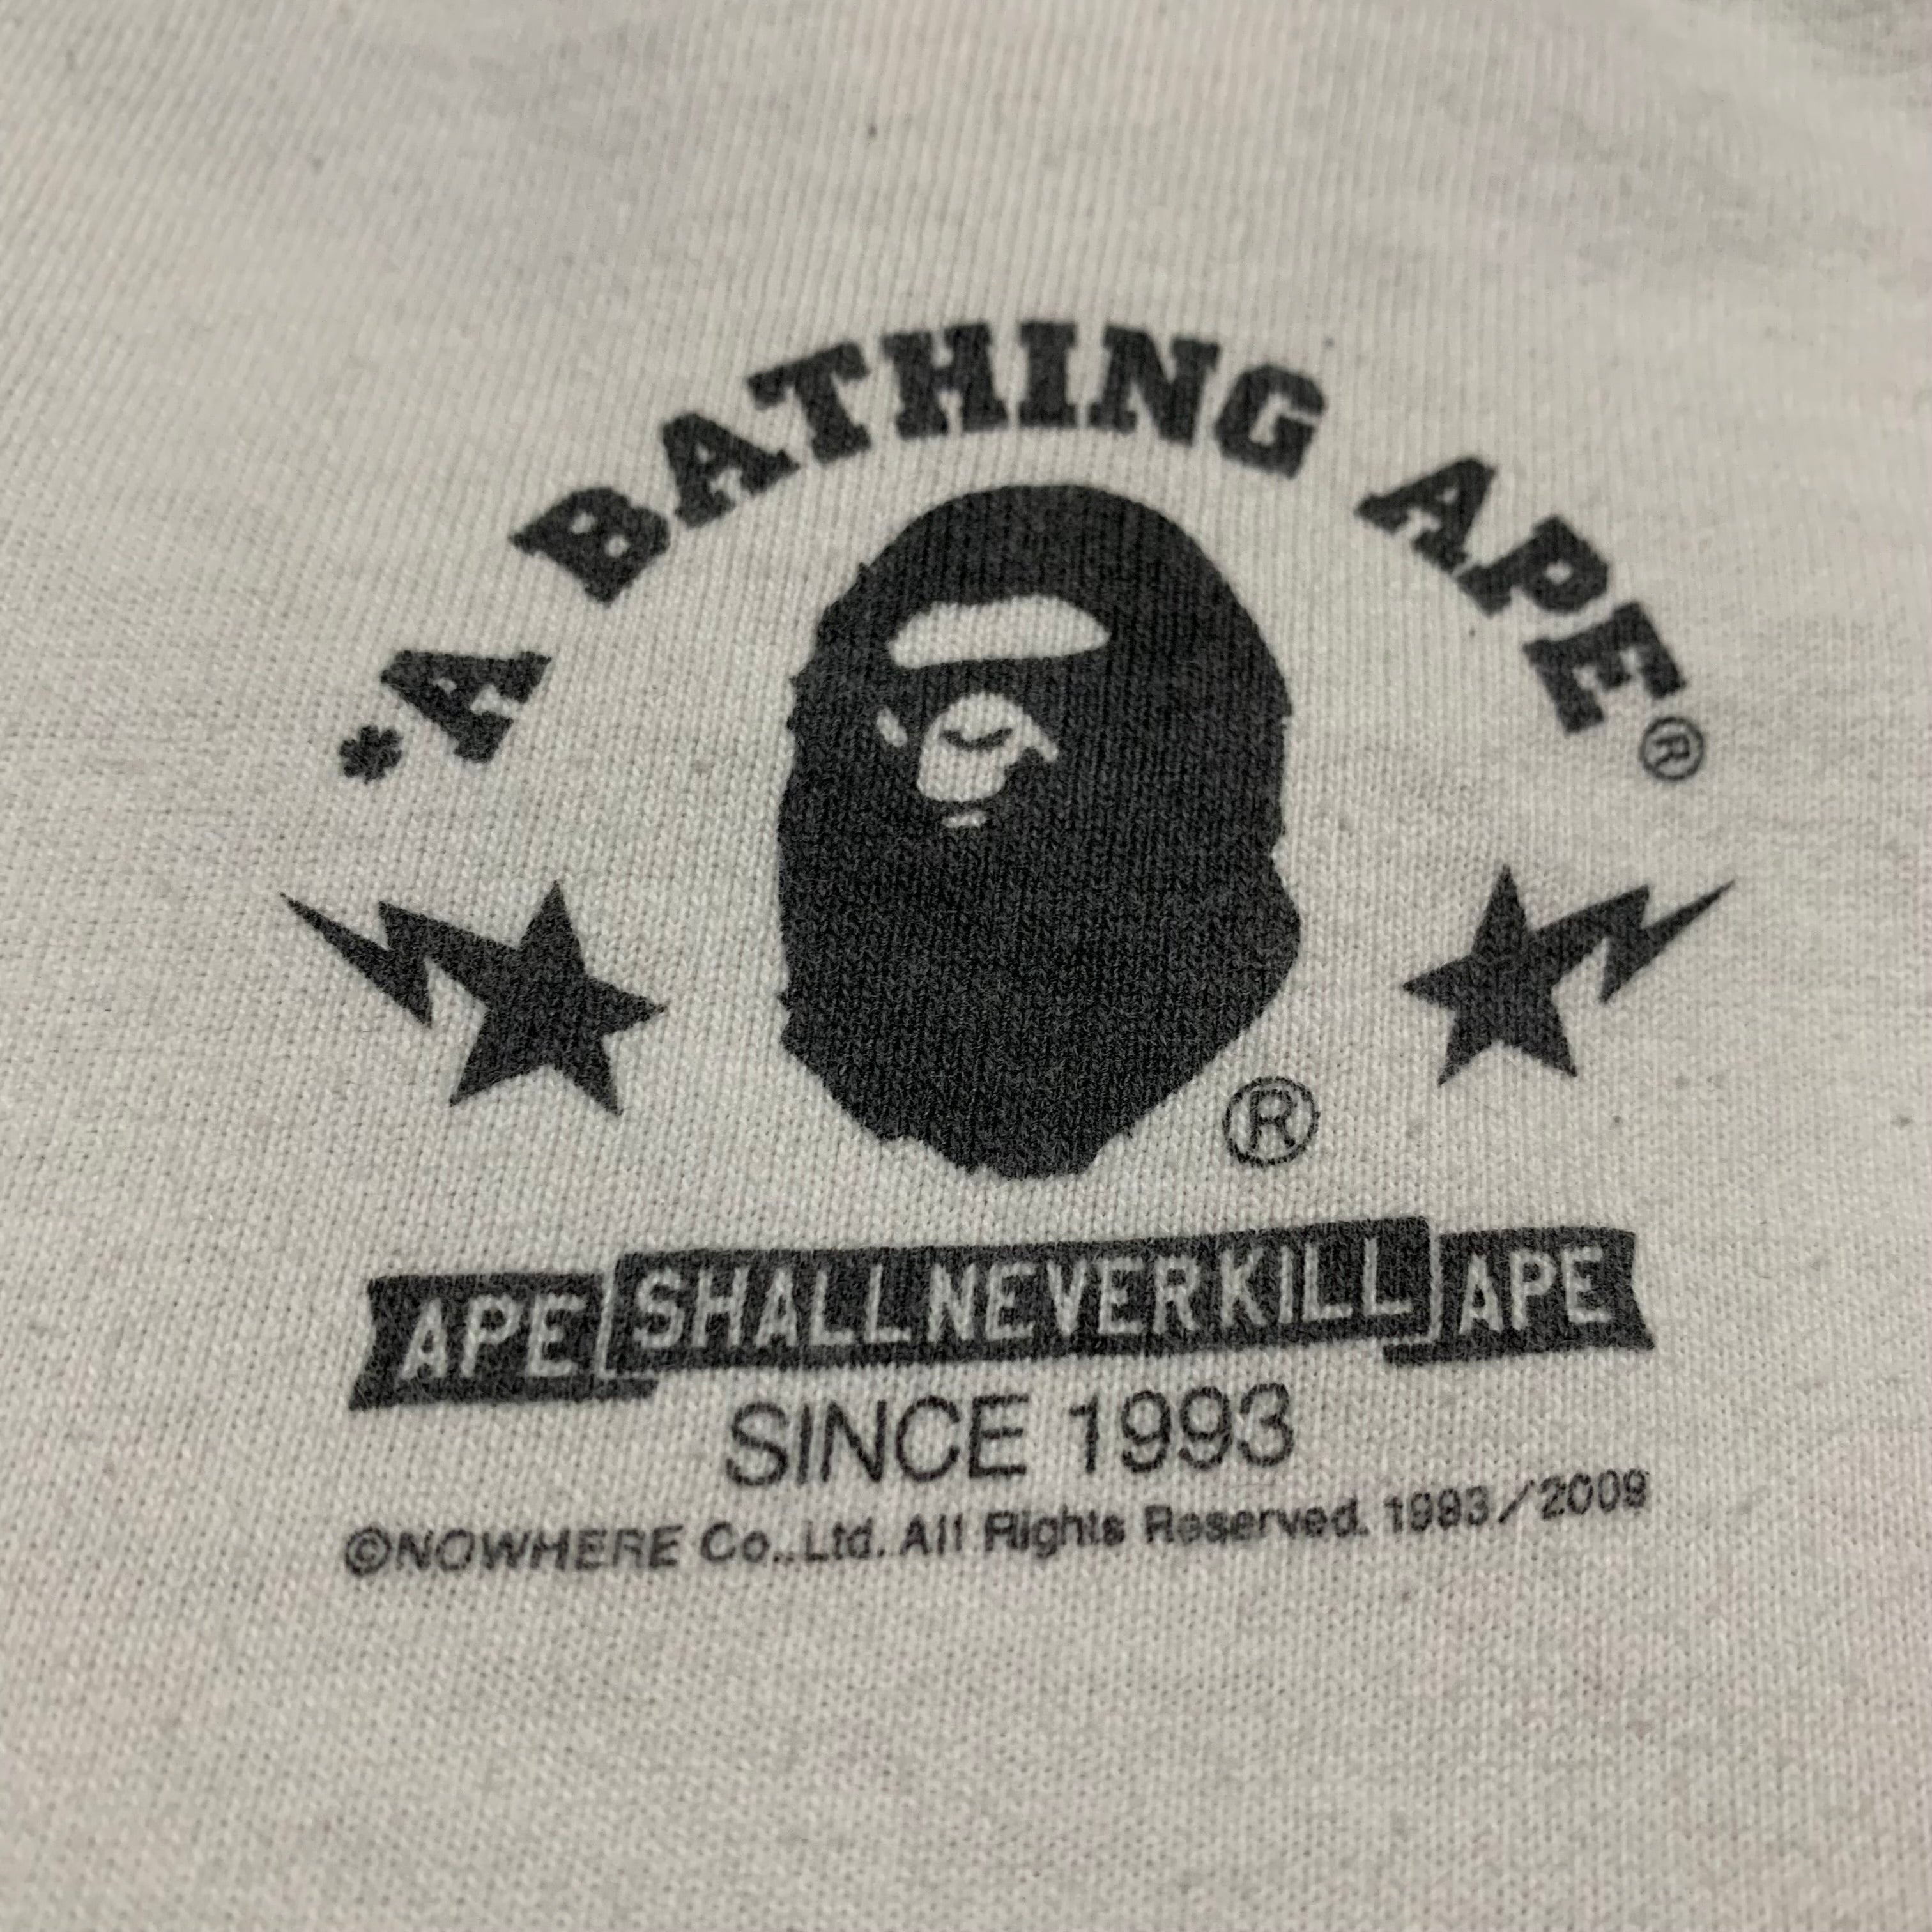 *A BATHING APE®
®
APE SHALL NEVER KILL APE
SINCE 1993
©NOWHERE Co.,Ltd. All Rights Reserved. 1993/2009